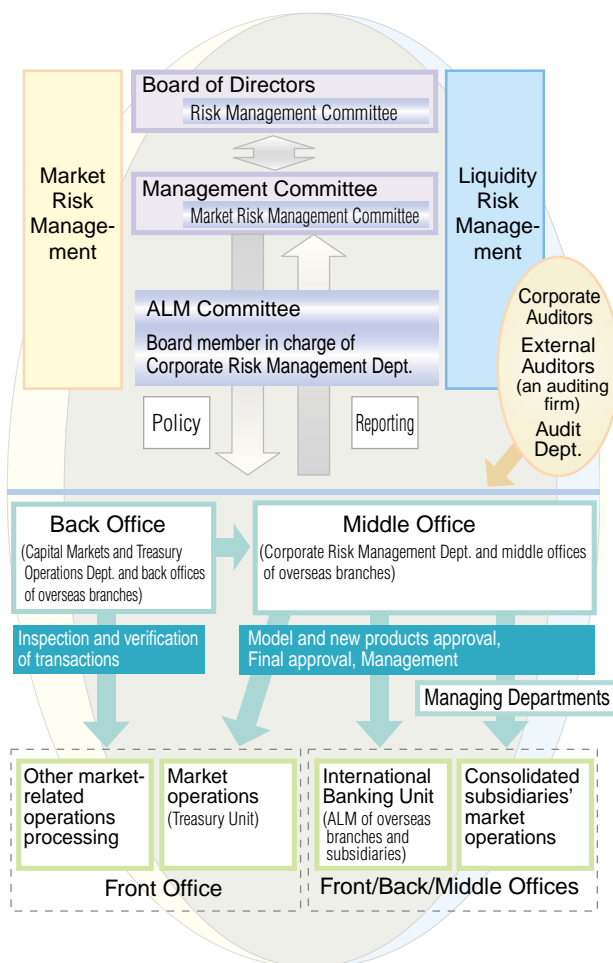 Board of Directors
Risk Management Committee
Market
Risk
Manage-
ment
Management Committee
Market Risk Management Committee
Liquidity
Risk
Manage-
ment
ALM Committee
Board member in charge of
Corporate Risk Management Dept.
Corporate
Auditors
External
Auditors
(an auditing
firm)
Audit
Dept.
Policy
Reporting
Back Office
(Capital Markets and Treasury
Operations Dept. and back offices
of overseas branches)
Middle Office
(Corporate Risk Management Dept. and middle offices
of overseas branches)
Inspection and verification
of transactions
Model and new products approval,
Final approval, Management
Managing Departments
Other market-
related
operations
processing
Market
operations
(Treasury Unit)
International
Banking Unit
(ALM of overseas
branches and
subsidiaries)
Consolidated
subsidiaries'
market
operations
Front Office
Front/Back/Middle Offices